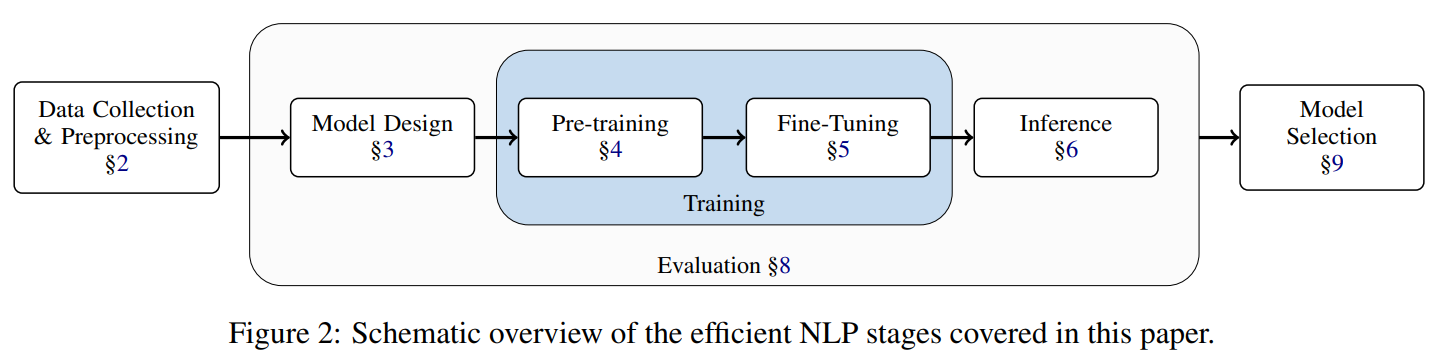 Data Collection
& Preprocessing
§2
Model Design
§3
Pre-training
§4
Fine-Tuning
§5
Training
Inference
§6
Evaluation §8
Model
Selection
§9
Figure 2: Schematic overview of the efficient NLP stages covered in this paper.